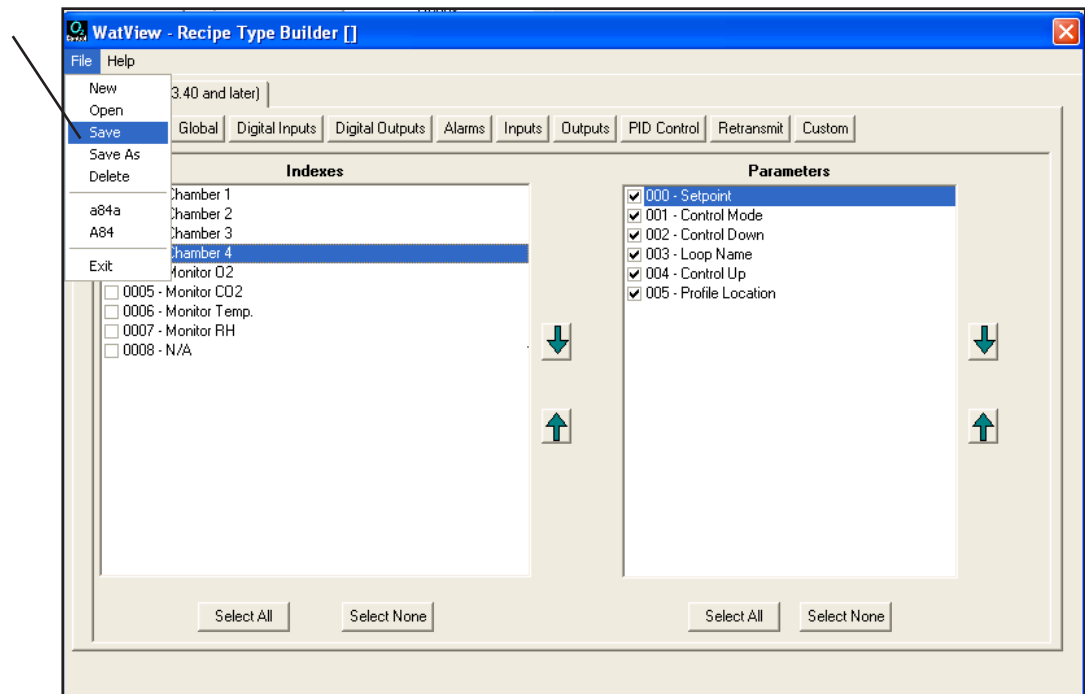 WatView - Recipe Type Builder []
File Help
New
Open
Save
Save As
Delete
a84a
A84
Exit
3.40 and later)
Global Digital Inputs Digital Outputs Alarms Inputs Outputs PID Control Retransmit Custom
Indexes
Chamber 1
Chamber 2
Chamber 3
Chamber 4
Monitor O2
0005 - Monitor CO2
0006 - Monitor Temp.
0007 - Monitor RH
0008 - N/A
Select All Select None
Parameters
000 - Setpoint
001 - Control Mode
002 - Control Down
003 - Loop Name
004 - Control Up
005 - Profile Location
Select All Select None